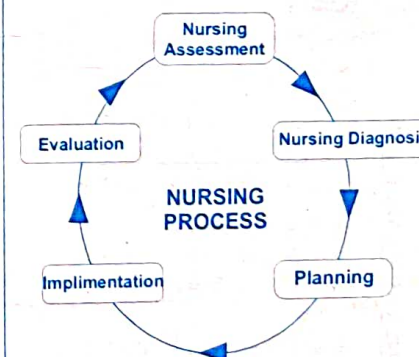 Nursing
Assessment
Evaluation
Nursing Diagnosi
NURSING
PROCESS
Implimentation
Planning